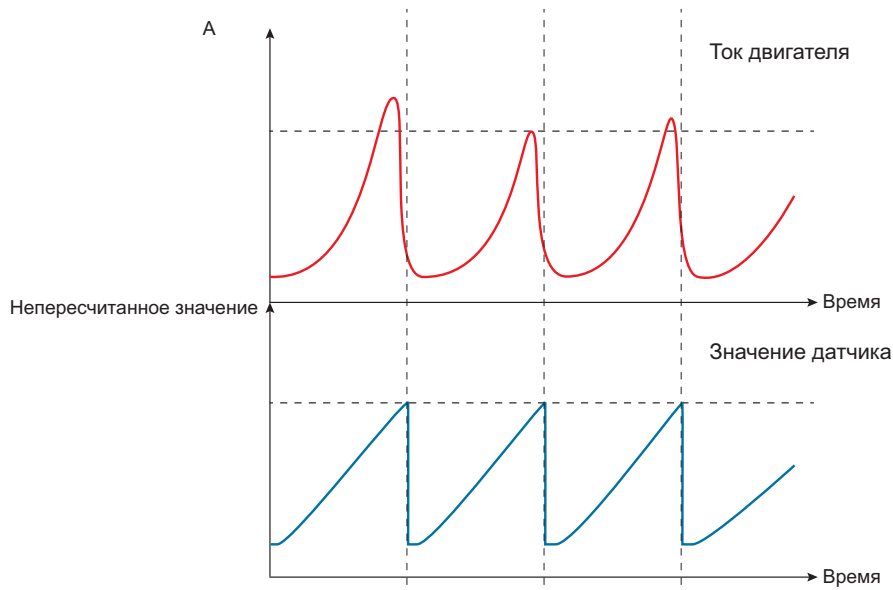 А
Ток двигателя
Время
Непересчитанное значение
Значение датчика
Время